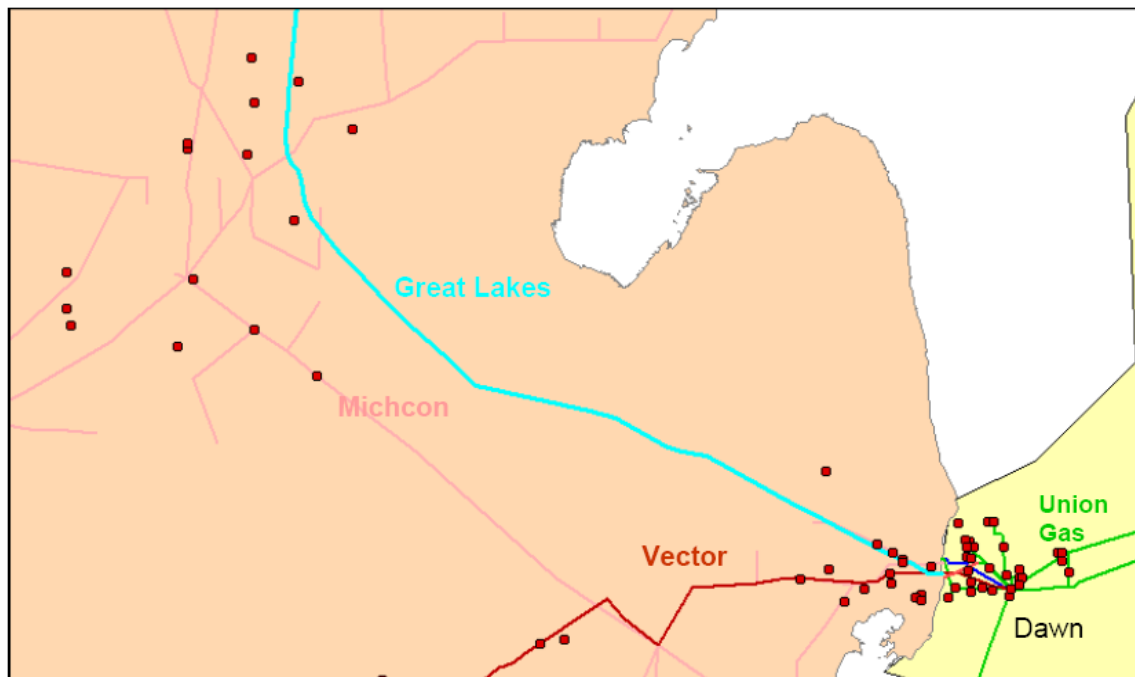 Great Lakes
Michcon
Union
Gas
Vector
Dawn